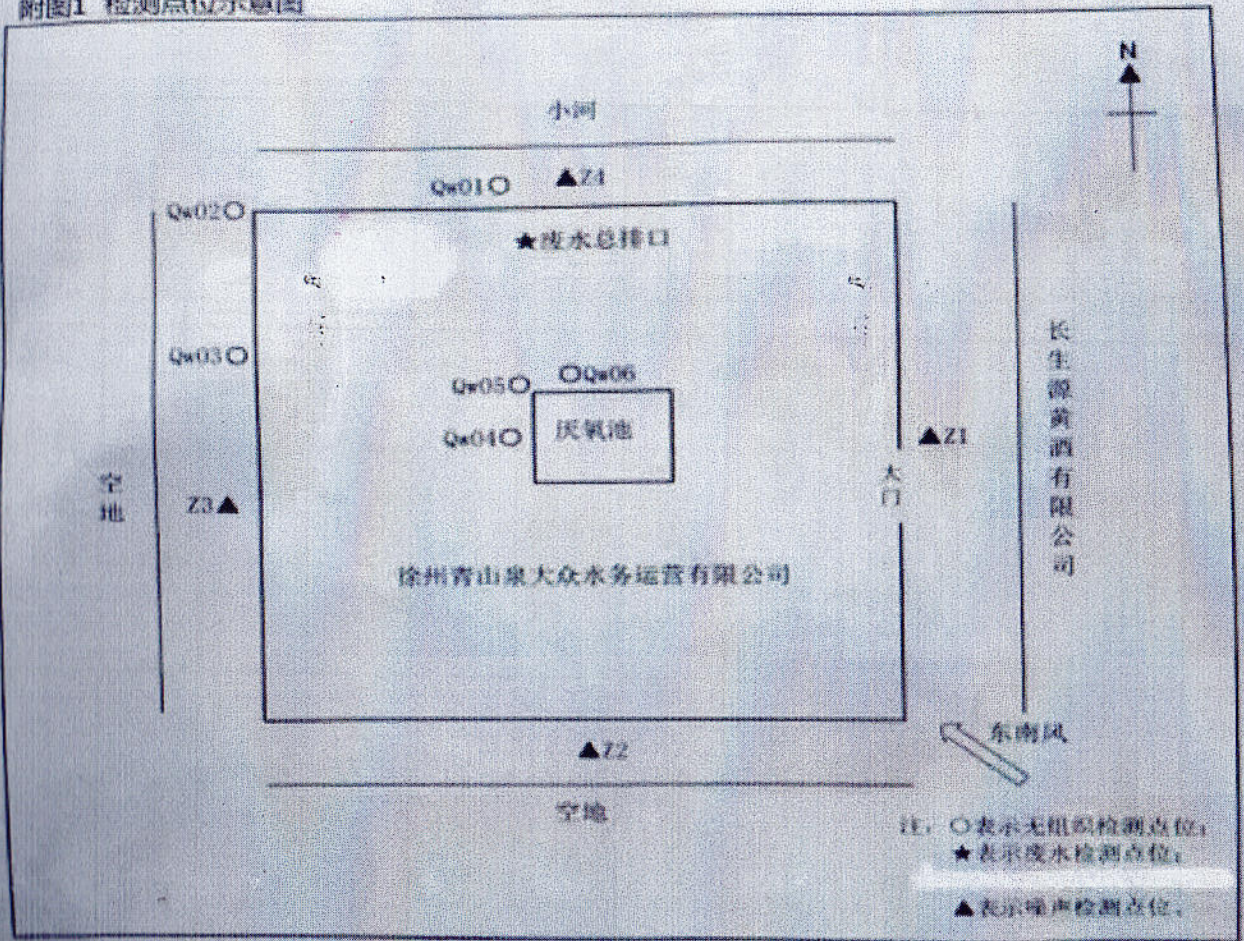 附图1 检测点位示意图
N
小河
Qw01 Z4
Qw02
★废水总排口
Qw03
Qw05 Qw06
Qw04 厌氧池
Z1
大门
长生源黄酒有限公司
空地
Z3
徐州青山泉大众水务运营有限公司
东南风
Z2
空地
注：○表示无组织检测点位；
★表示废水检测点位；
▲表示噪声检测点位。